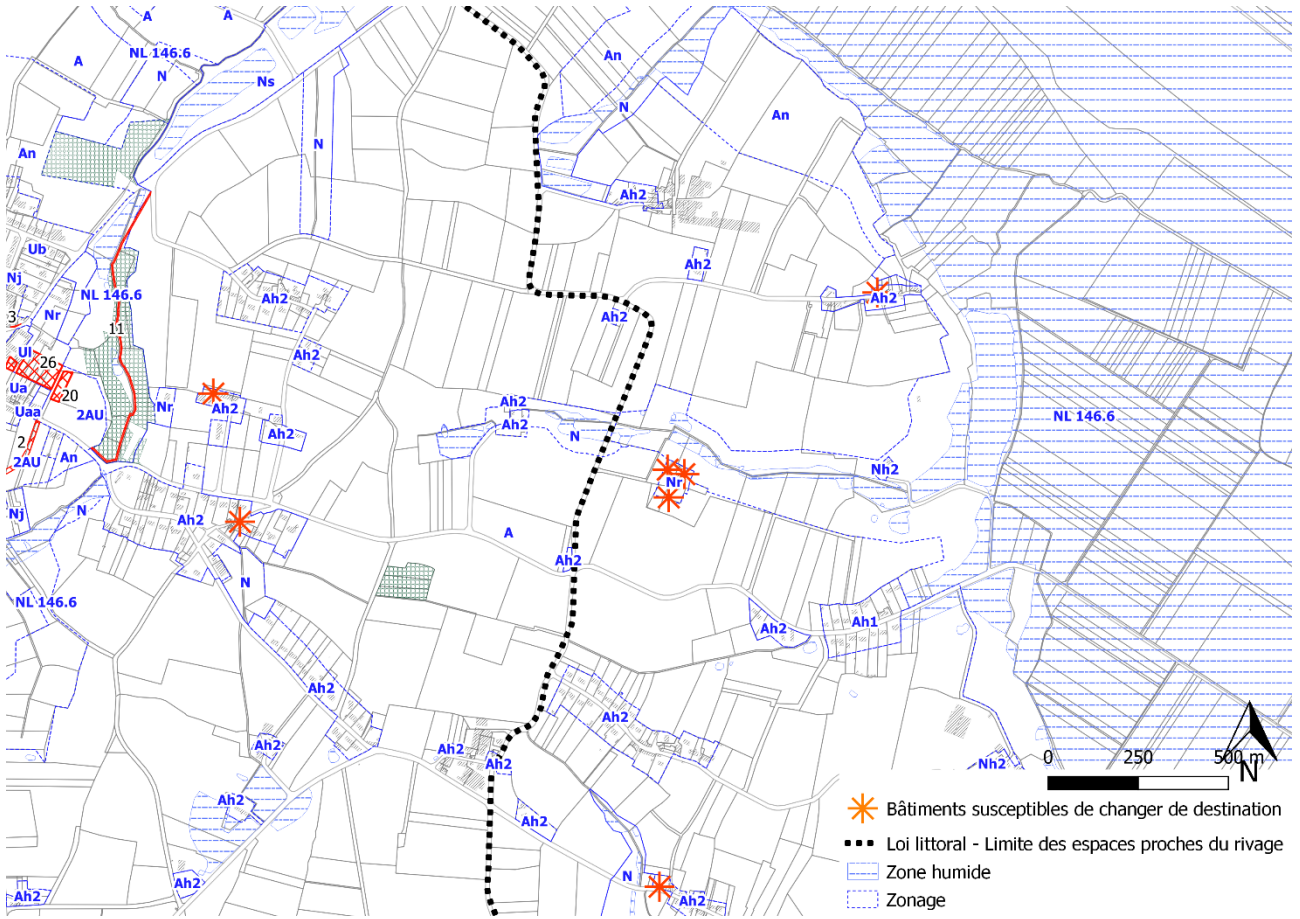 A
A
NL 146.6
N
Ns
An
N
An
N
An
Ah2
Ub
Ah2
Nj
NL 146.6
Ah2
Ah2
Nr
3
11
Ah2
Ul
26
Ah2
Ua
20
Uaa
2AU
Nr
Ah2
Ah2
Ah2
Ah2
NL 146.6
2
N
An
2AU
Nh2
Nr
Nj
N
Ah2
A
Ah2
N
NL 146.6
Ah2
Ah1
Ah2
Ah2
Ah2
Ah2
Ah2
Nh2
0 250 500 m
N
Ah2
Ah2
Bâtiments susceptibles de changer de destination
Loi littoral - Limite des espaces proches du rivage
Zone humide
N
Ah2
Ah2
Ah2
Zonage